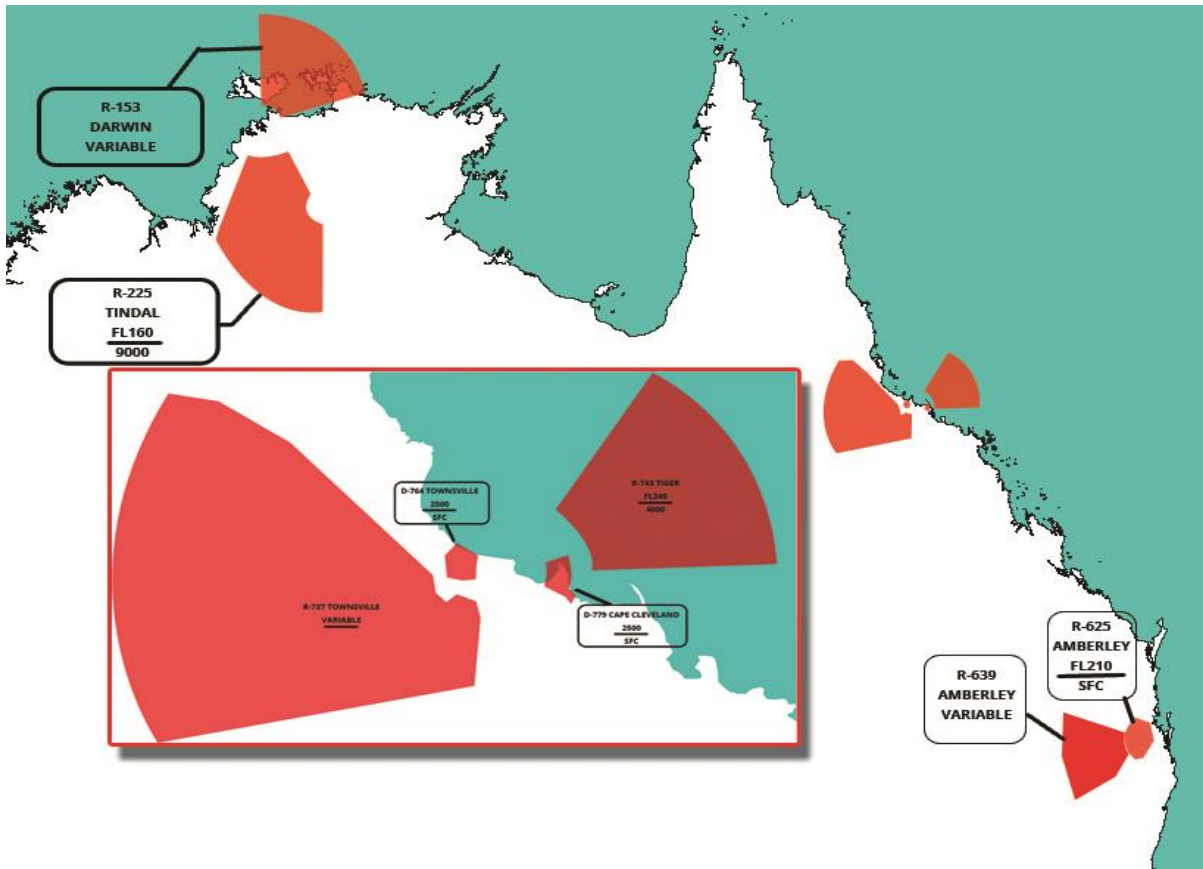 R-153
DARWIN
VARIABLE
R-225
TINDAL
FL160
9000
D-764 TOWNSVILLE
2500
SFC
R-743 TIGER
FL240
4000
R-737 TOWNSVILLE
VARIABLE
D-779 CAPE CLEVELAND
2500
SFC
R-625
AMBERLEY
FL210
SFC
R-639
AMBERLEY
VARIABLE